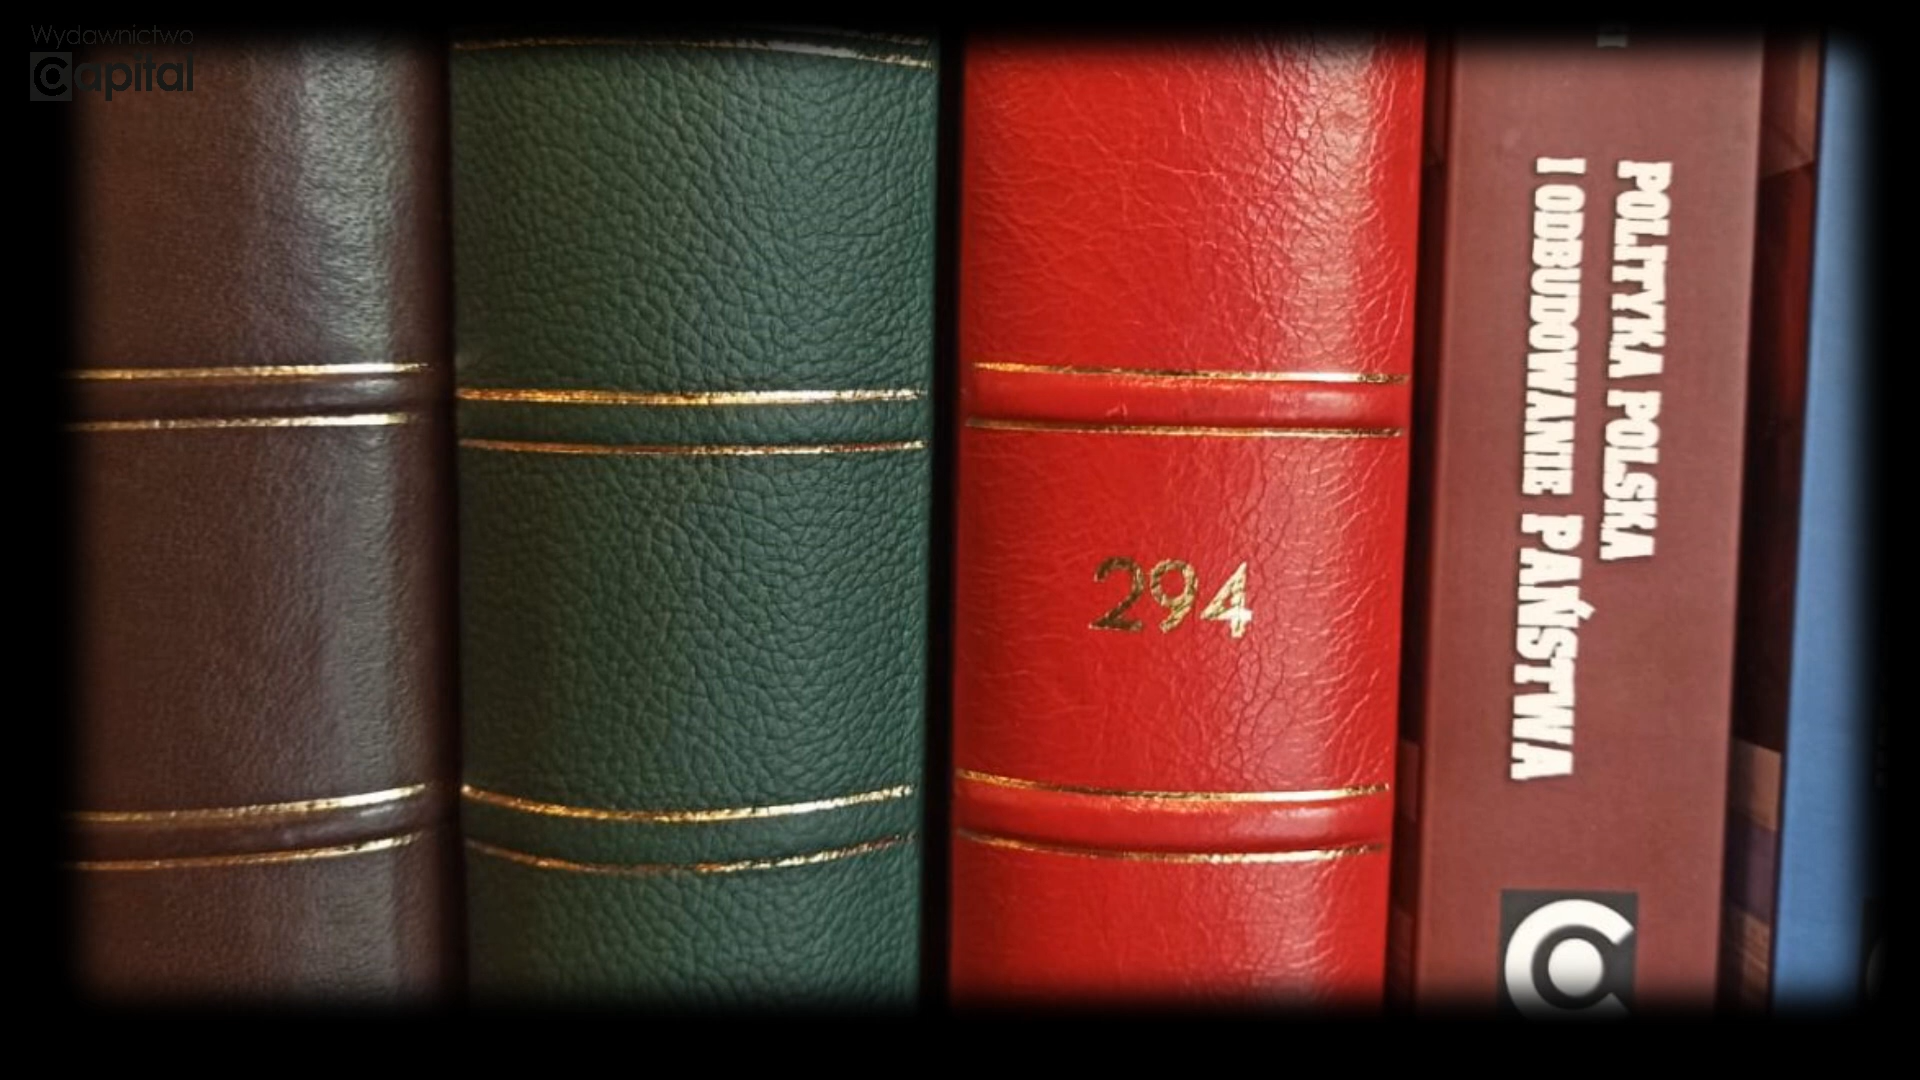 Wydawnictwo
Capital
294
POLITYKA POLSKA
I ODBUDOWANIE PAŃSTWA